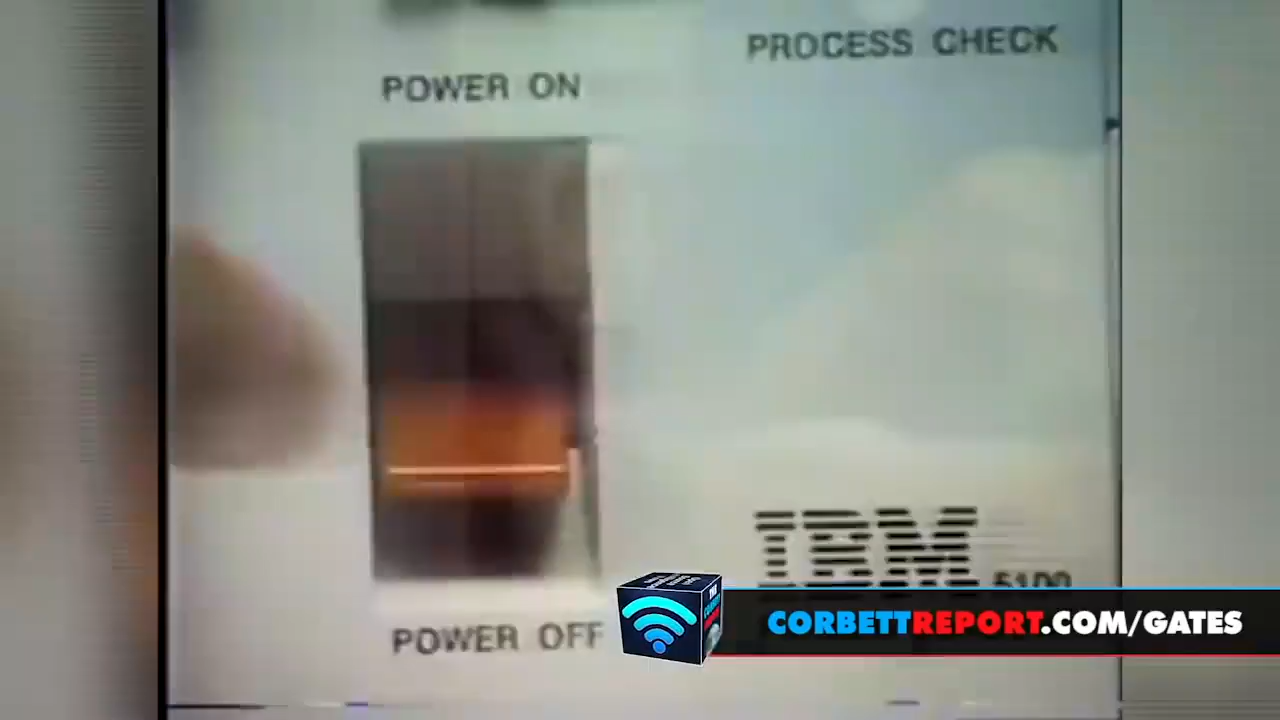 PROCESS CHECK
POWER ON
IBM 5100
POWER OFF
CORBETTREPORT.COM/GATES